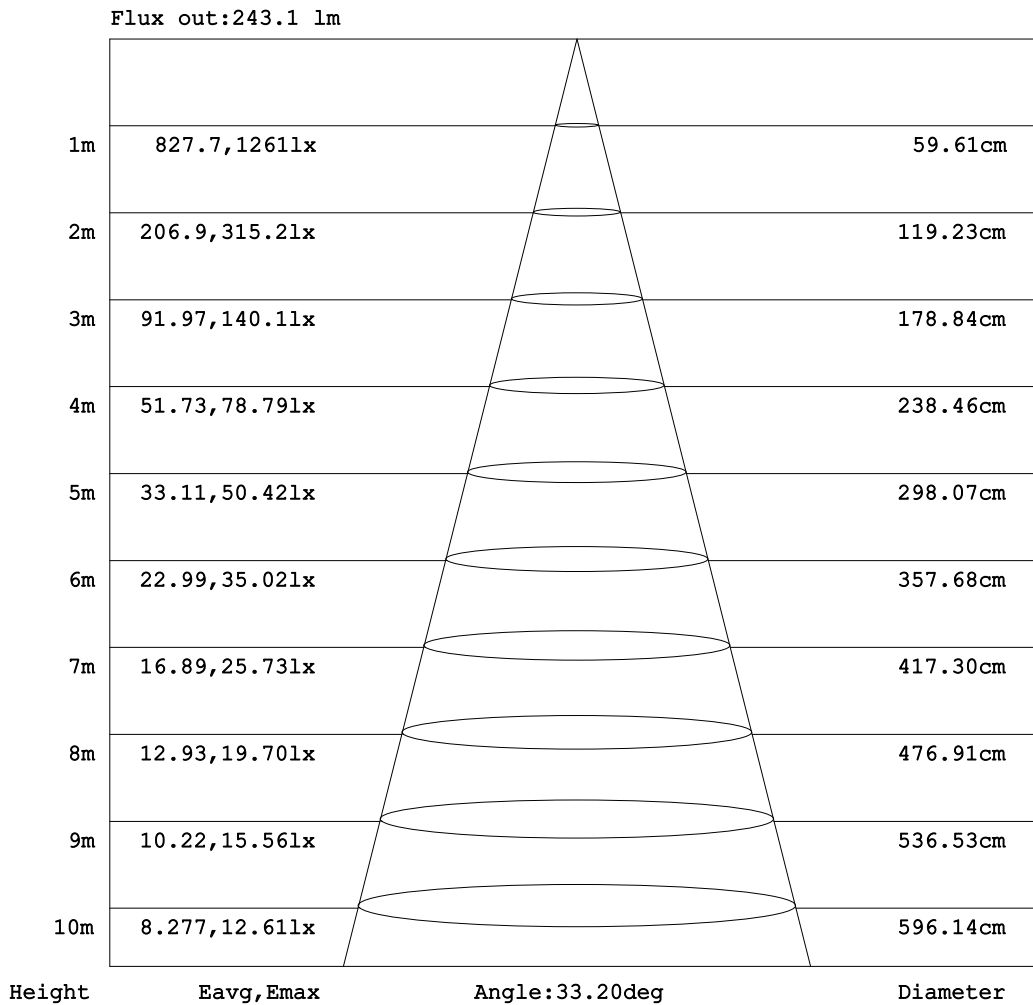 Flux out:243.1 lm
1m 827.7,1261lx 59.61cm
2m 206.9,315.2lx 119.23cm
3m 91.97,140.1lx 178.84cm
4m 51.73,78.79lx 238.46cm
5m 33.11,50.42lx 298.07cm
6m 22.99,35.02lx 357.68cm
7m 16.89,25.73lx 417.30cm
8m 12.93,19.70lx 476.91cm
9m 10.22,15.56lx 536.53cm
10m 8.277,12.61lx 596.14cm
Height Eavg,Emax Angle:33.20deg Diameter